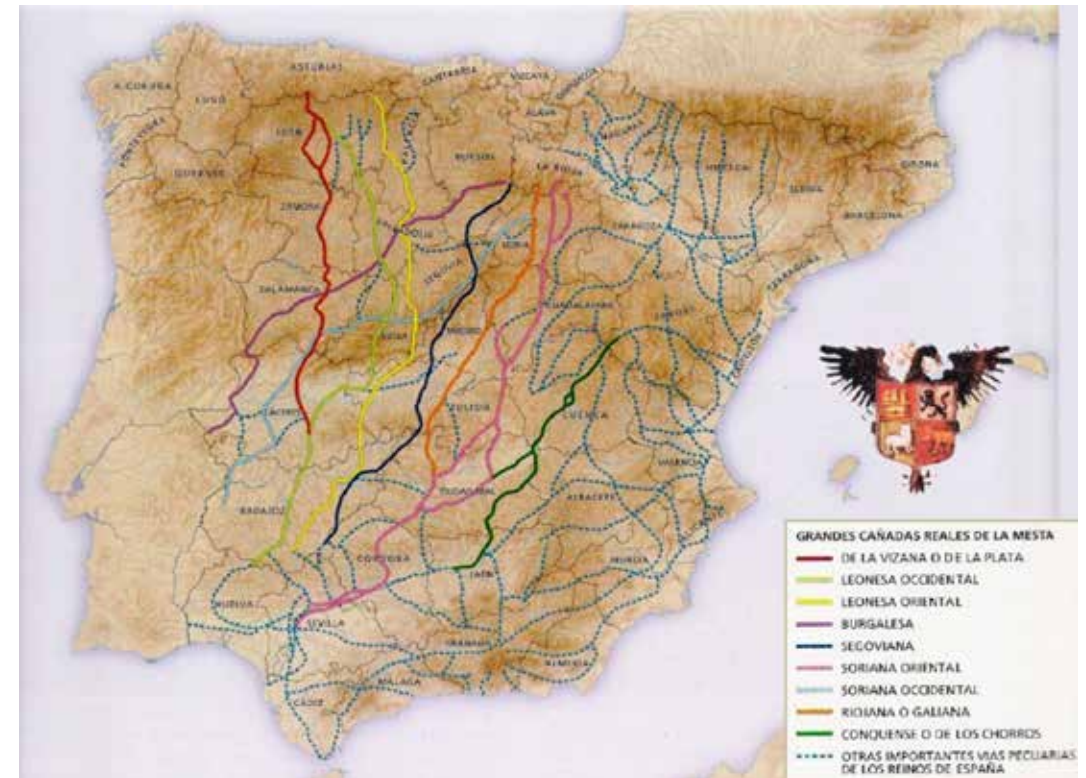 ASTURIAS
CANTABRIA
VIZCAYA
A CORUÑA
LUGO
ALAVA
PONTEVEDRA
LEON
NAVARRA
BURGOS
LA RIOJA
HUESCA
GIRONA
OURENSE
LLEIDA
ZAMORA
BARCELONA
ZARAGOZA
SORIA
SEGOVIA
TARRAGONA
SALAMANCA
GUADALAJARA
TERUEL
MADRID
AVILA
CASTELLON
CACERES
TOLEDO
CUENCA
VALENCIA
CIUDAD REAL
ALBACETE
BADAJOZ
ALICANTE
CORDOBA
MURCIA
JAEN
HUELVA
SEVILLA
GRANADA
ALMERIA
MALAGA
CADIZ
GRANDES CAÑADAS REALES DE LA MESTA
DE LA VIZANA O DE LA PLATA
LEONESA OCCIDENTAL
LEONESA ORIENTAL
BURGALESA
SEGOVIANA
SORIANA ORIENTAL
SORIANA OCCIDENTAL
RIOJANA O GALIANA
CONQUENSE O DE LOS CHORROS
OTRAS IMPORTANTES VIAS PECUARIAS
DE LOS REINOS DE ESPAÑA